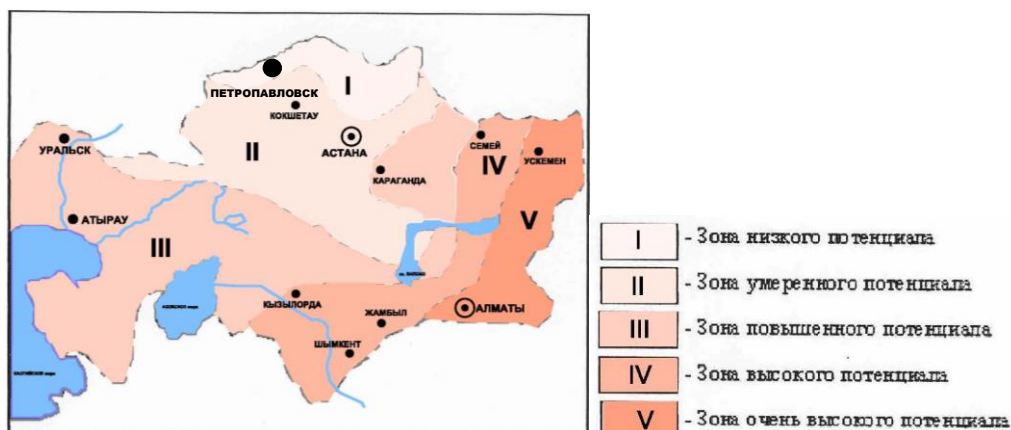 I
ПЕТРОПАВЛОВСК
КОКШЕТАУ
II
АСТАНА
УРАЛЬСК
СЕМЕЙ
IV
УСКЕМЕН
КАРАГАНДА
АТЫРАУ
III
V
КЫЗЫЛОРДА
ЖАМБЫЛ
АЛМАТЫ
ШЫМКЕНТ
I - Зона низкого потенциала
II - Зона умеренного потенциала
III - Зона повышенного потенциала
IV - Зона высокого потенциала
V - Зона очень высокого потенциала